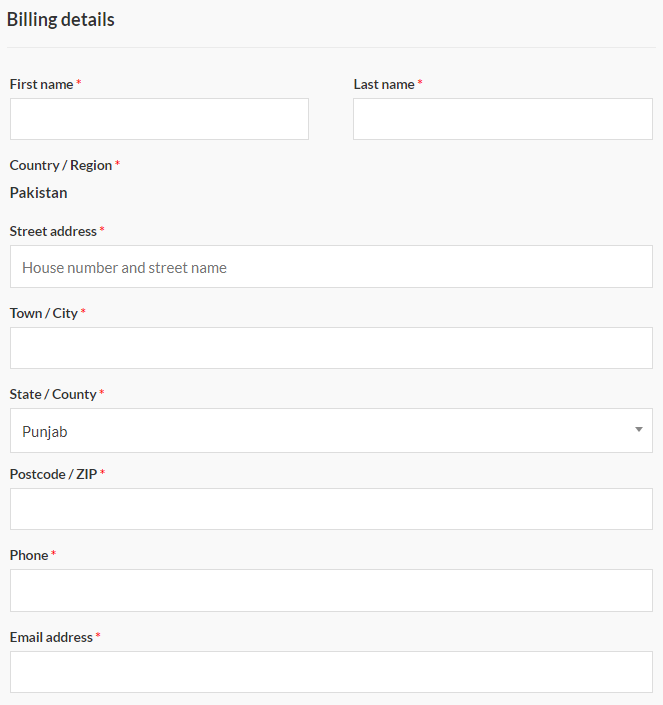 Billing details
First name * Last name *
Country / Region *
Pakistan
Street address *
House number and street name
Town / City *
State / County *
Punjab
Postcode / ZIP *
Phone *
Email address *